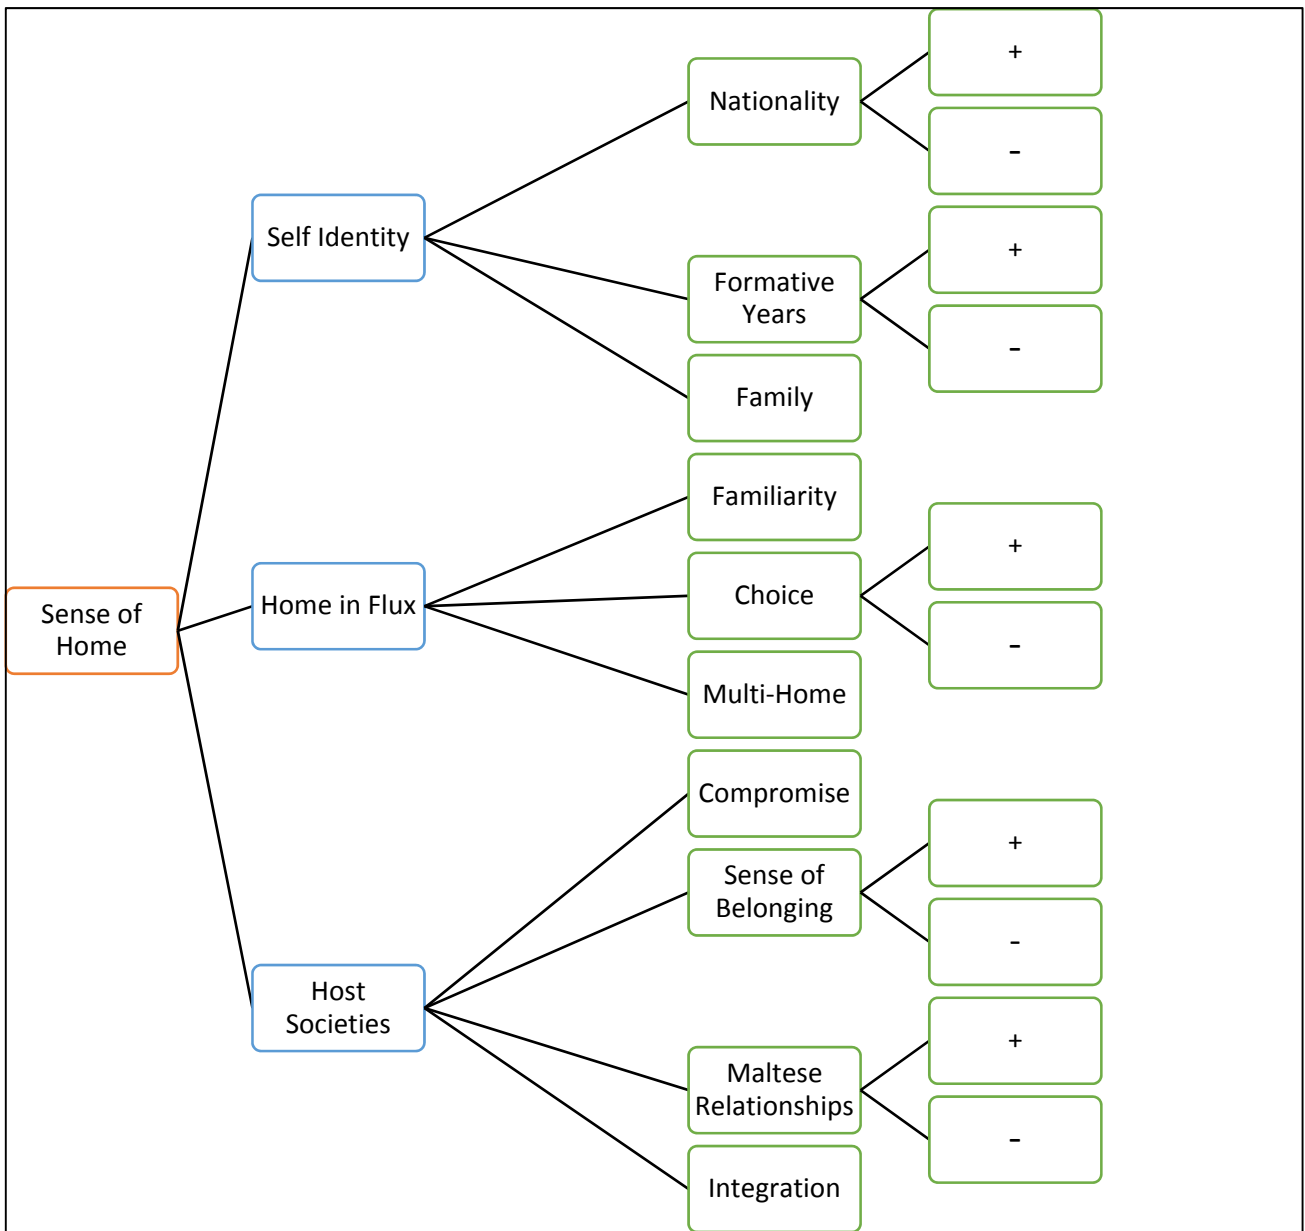 +
Nationality
-
Self Identity
+
Formative
Years
-
Family
Familiarity
+
Home in Flux
Choice
Sense of
Home
-
Multi-Home
Compromise
+
Sense of
Belonging
-
Host
Societies
+
Maltese
Relationships
-
Integration